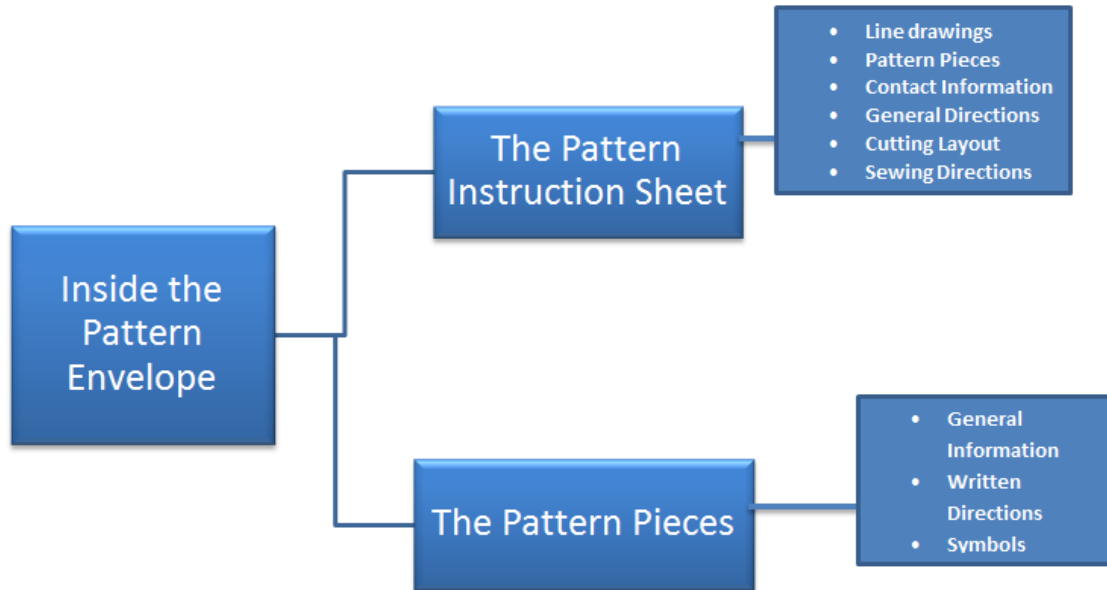 Inside the
Pattern
Envelope
The Pattern
Instruction Sheet
• Line drawings
• Pattern Pieces
• Contact Information
• General Directions
• Cutting Layout
• Sewing Directions
The Pattern Pieces
• General
Information
• Written
Directions
• Symbols